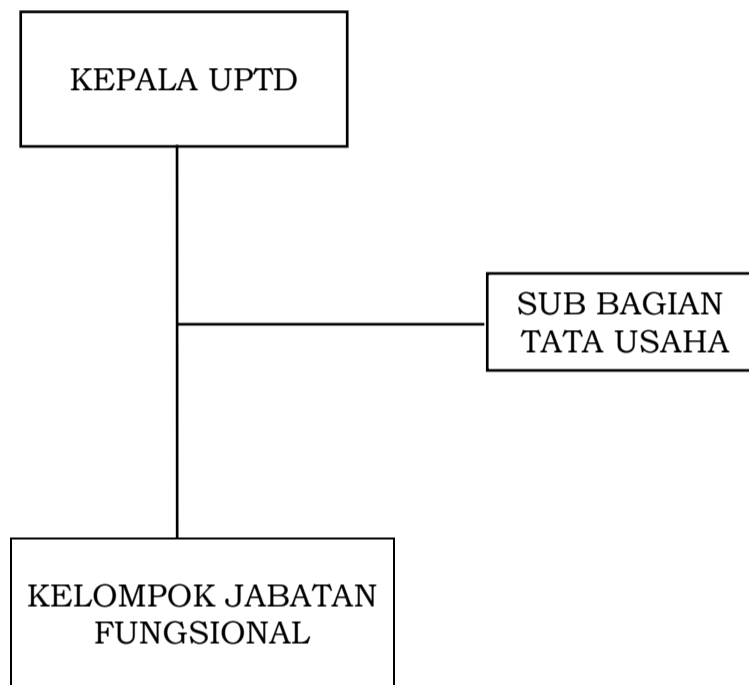 KEPALA UPTD
SUB BAGIAN
TATA USAHA
KELOMPOK JABATAN
FUNGSIONAL